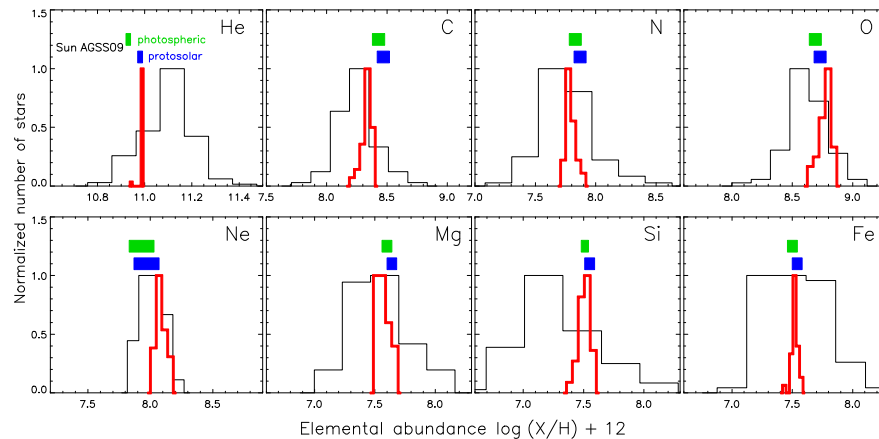 1.5
He
C
N
O
photospheric
Sun AGSS09
protosolar
1.0
0.5
0.0
10.8 11.0 11.2 11.4 7.5 8.0 8.5 9.0 7.0 7.5 8.0 8.5 8.0 8.5 9.0
Normalized number of stars
1.5
Ne
Mg
Si
Fe
1.0
0.5
0.0
7.5 8.0 8.5 7.0 7.5 8.0 7.0 7.5 8.0 7.0 7.5 8.0
Elemental abundance log (X/H) + 12